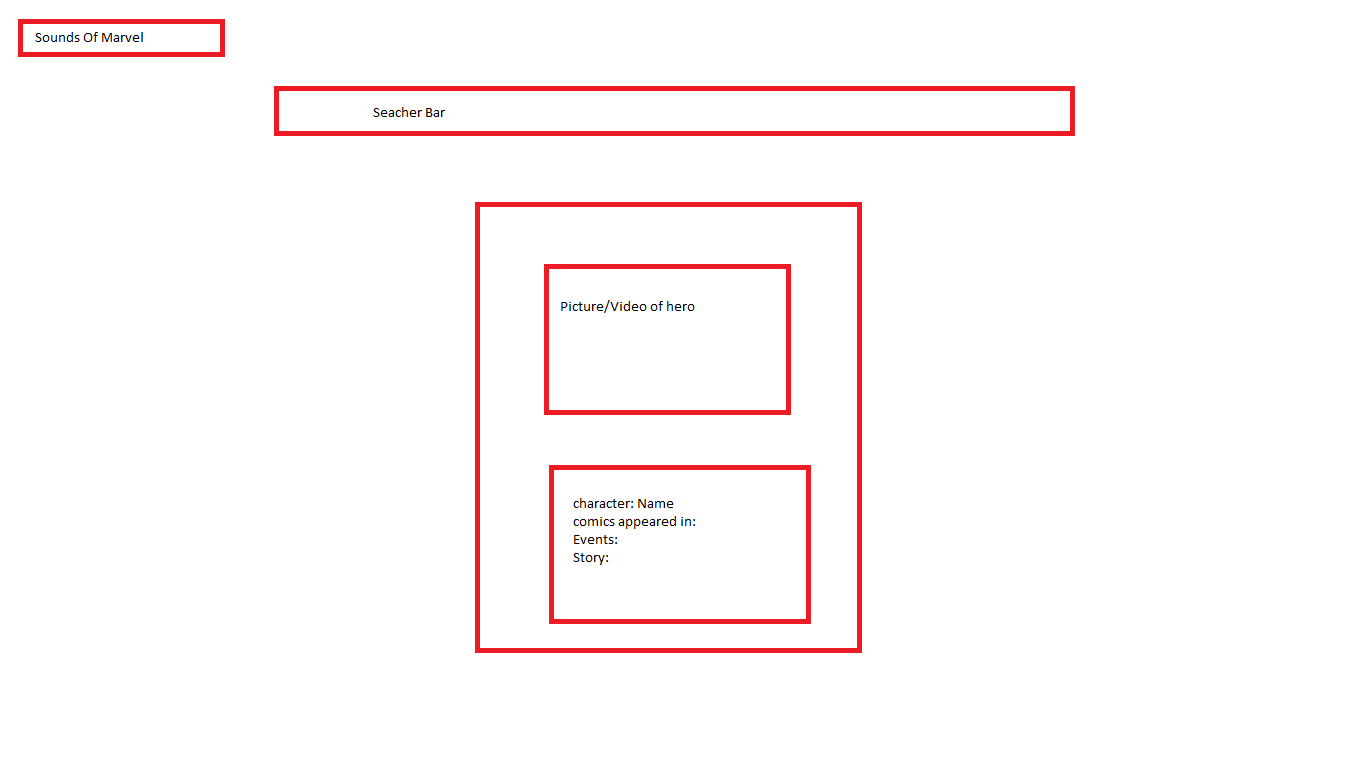 Sounds Of Marvel
Seacher Bar
Picture/Video of hero
character: Name
comics appeared in:
Events:
Story: